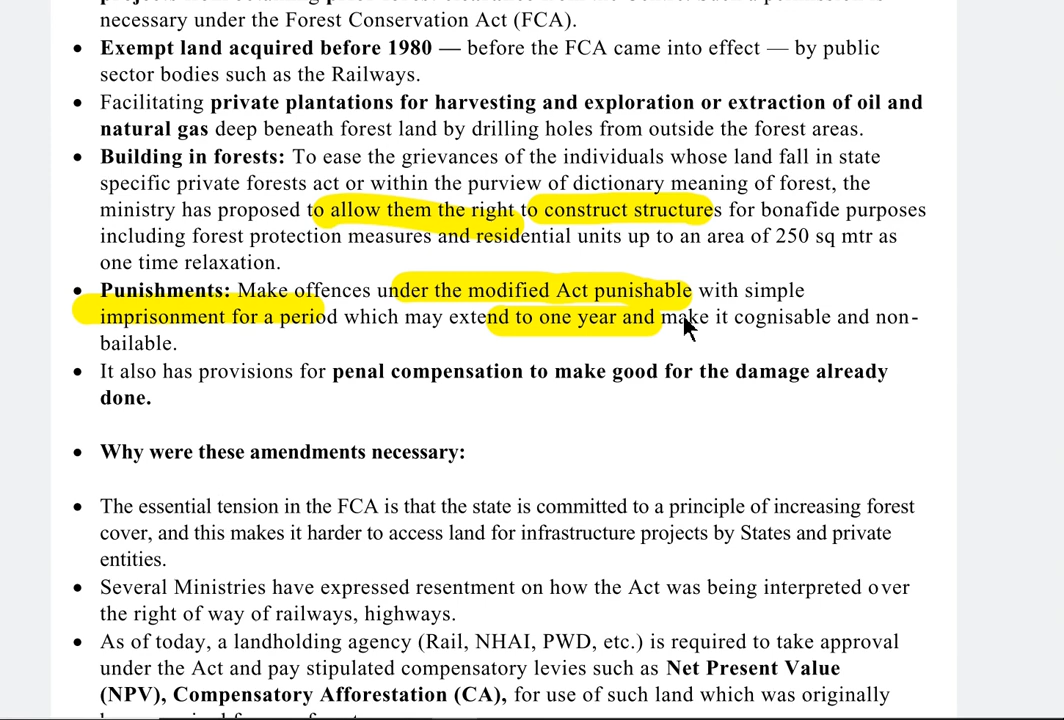 necessary under the Forest Conservation Act (FCA).
• Exempt land acquired before 1980 — before the FCA came into effect — by public
sector bodies such as the Railways.
• Facilitating private plantations for harvesting and exploration or extraction of oil and
natural gas deep beneath forest land by drilling holes from outside the forest areas.
• Building in forests: To ease the grievances of the individuals whose land fall in state
specific private forests act or within the purview of dictionary meaning of forest, the
ministry has proposed to allow them the right to construct structures for bonafide purposes
including forest protection measures and residential units up to an area of 250 sq mtr as
one time relaxation.
• Punishments: Make offences under the modified Act punishable with simple
imprisonment for a period which may extend to one year and make it cognisable and non-
bailable.
• It also has provisions for penal compensation to make good for the damage already
done.
• Why were these amendments necessary:
• The essential tension in the FCA is that the state is committed to a principle of increasing forest
cover, and this makes it harder to access land for infrastructure projects by States and private
entities.
• Several Ministries have expressed resentment on how the Act was being interpreted over
the right of way of railways, highways.
• As of today, a landholding agency (Rail, NHAI, PWD, etc.) is required to take approval
under the Act and pay stipulated compensatory levies such as Net Present Value
(NPV), Compensatory Afforestation (CA), for use of such land which was originally